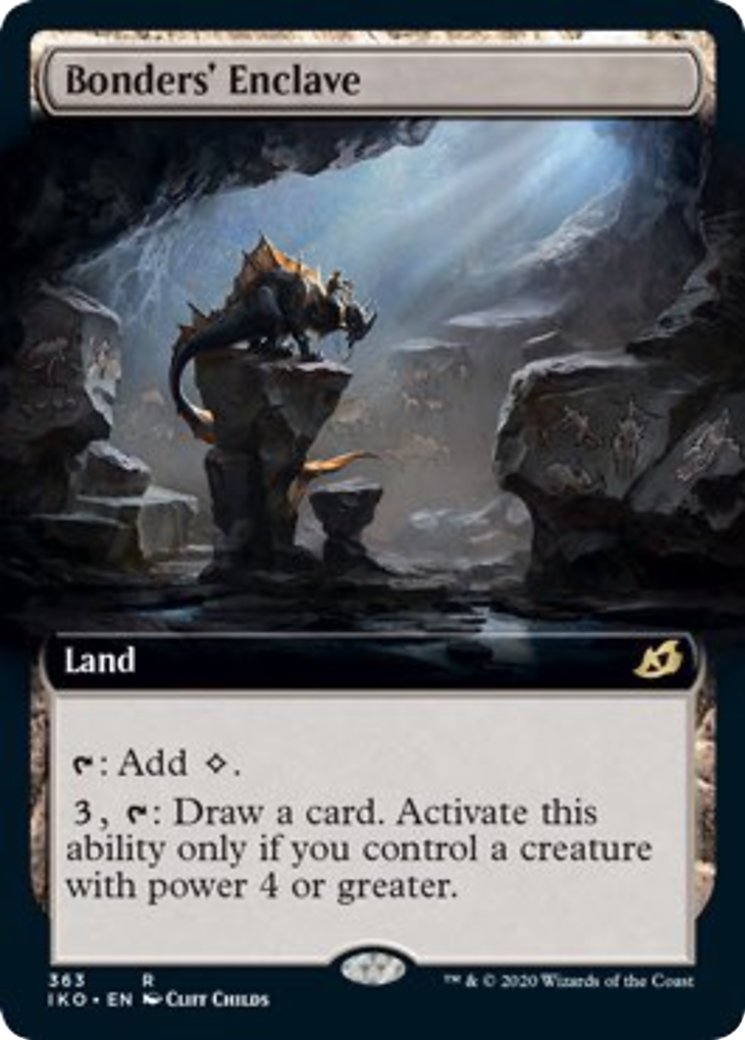 Bonders' Enclave
Land
: Add .
3, : Draw a card. Activate this
ability only if you control a creature
with power 4 or greater.
363 R
IKO • EN Cliff Childs
™ & © 2020 Wizards of the Coast